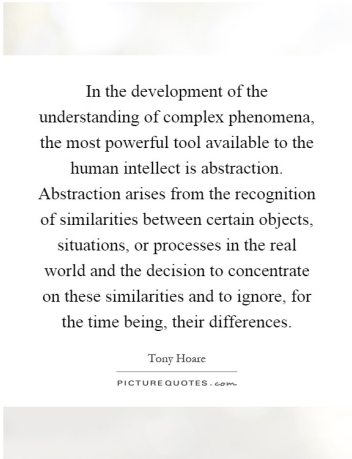 In the development of the
understanding of complex phenomena,
the most powerful tool available to the
human intellect is abstraction.
Abstraction arises from the recognition
of similarities between certain objects,
situations, or processes in the real
world and the decision to concentrate
on these similarities and to ignore, for
the time being, their differences.
Tony Hoare
PICTUREQUOTES.com